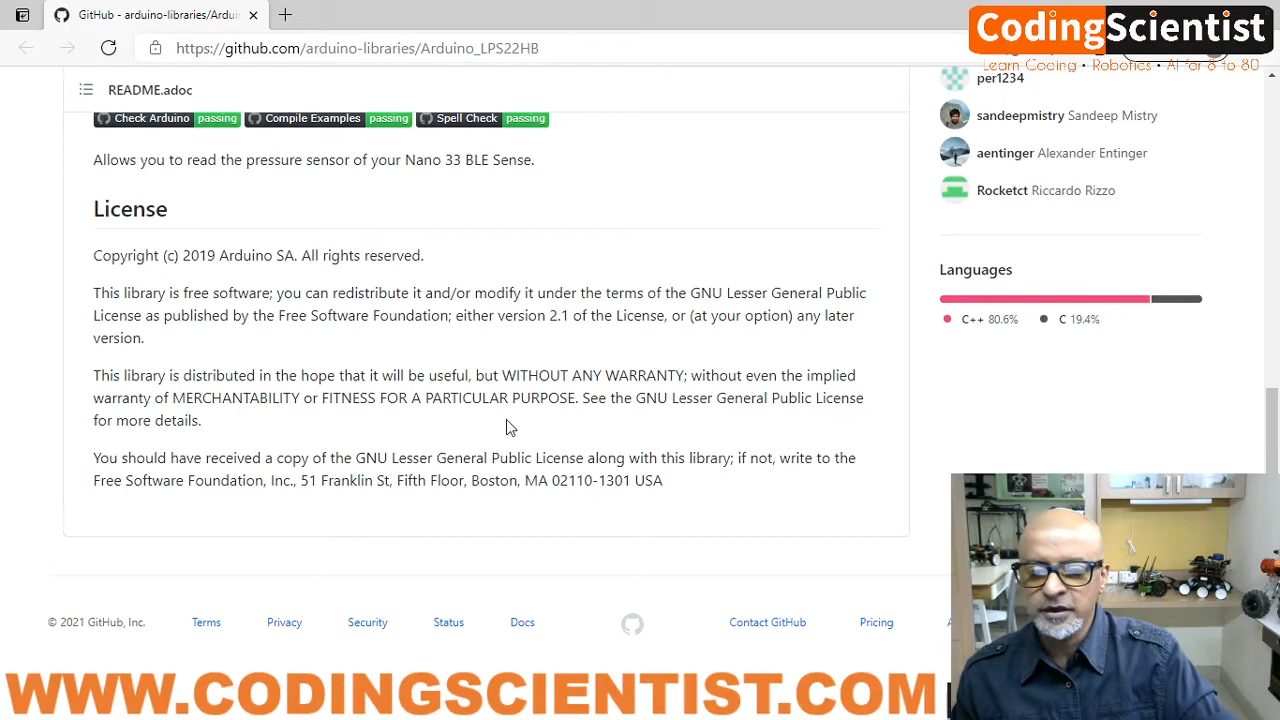 GitHub - arduino-libraries/Ardui
https://github.com/arduino-libraries/Arduino_LPS22HB
CodingScientist
Learn Coding • Robotics • AI for 8 to 80
README.adoc
per1234
Check Arduino passing Compile Examples passing Spell Check passing
sandeepmistry Sandeep Mistry
Allows you to read the pressure sensor of your Nano 33 BLE Sense.
aentinger Alexander Entinger
Rocketct Riccardo Rizzo
License
Copyright (c) 2019 Arduino SA. All rights reserved.
This library is free software; you can redistribute it and/or modify it under the terms of the GNU Lesser General Public
License as published by the Free Software Foundation; either version 2.1 of the License, or (at your option) any later
version.
This library is distributed in the hope that it will be useful, but WITHOUT ANY WARRANTY; without even the implied
warranty of MERCHANTABILITY or FITNESS FOR A PARTICULAR PURPOSE. See the GNU Lesser General Public License
for more details.
You should have received a copy of the GNU Lesser General Public License along with this library; if not, write to the
Free Software Foundation, Inc., 51 Franklin St, Fifth Floor, Boston, MA 02110-1301 USA
Languages
C++ 80.6% C 19.4%
© 2021 GitHub, Inc. Terms Privacy Security Status Docs Contact GitHub Pricing
WWW.CODINGSCIENTIST.COM